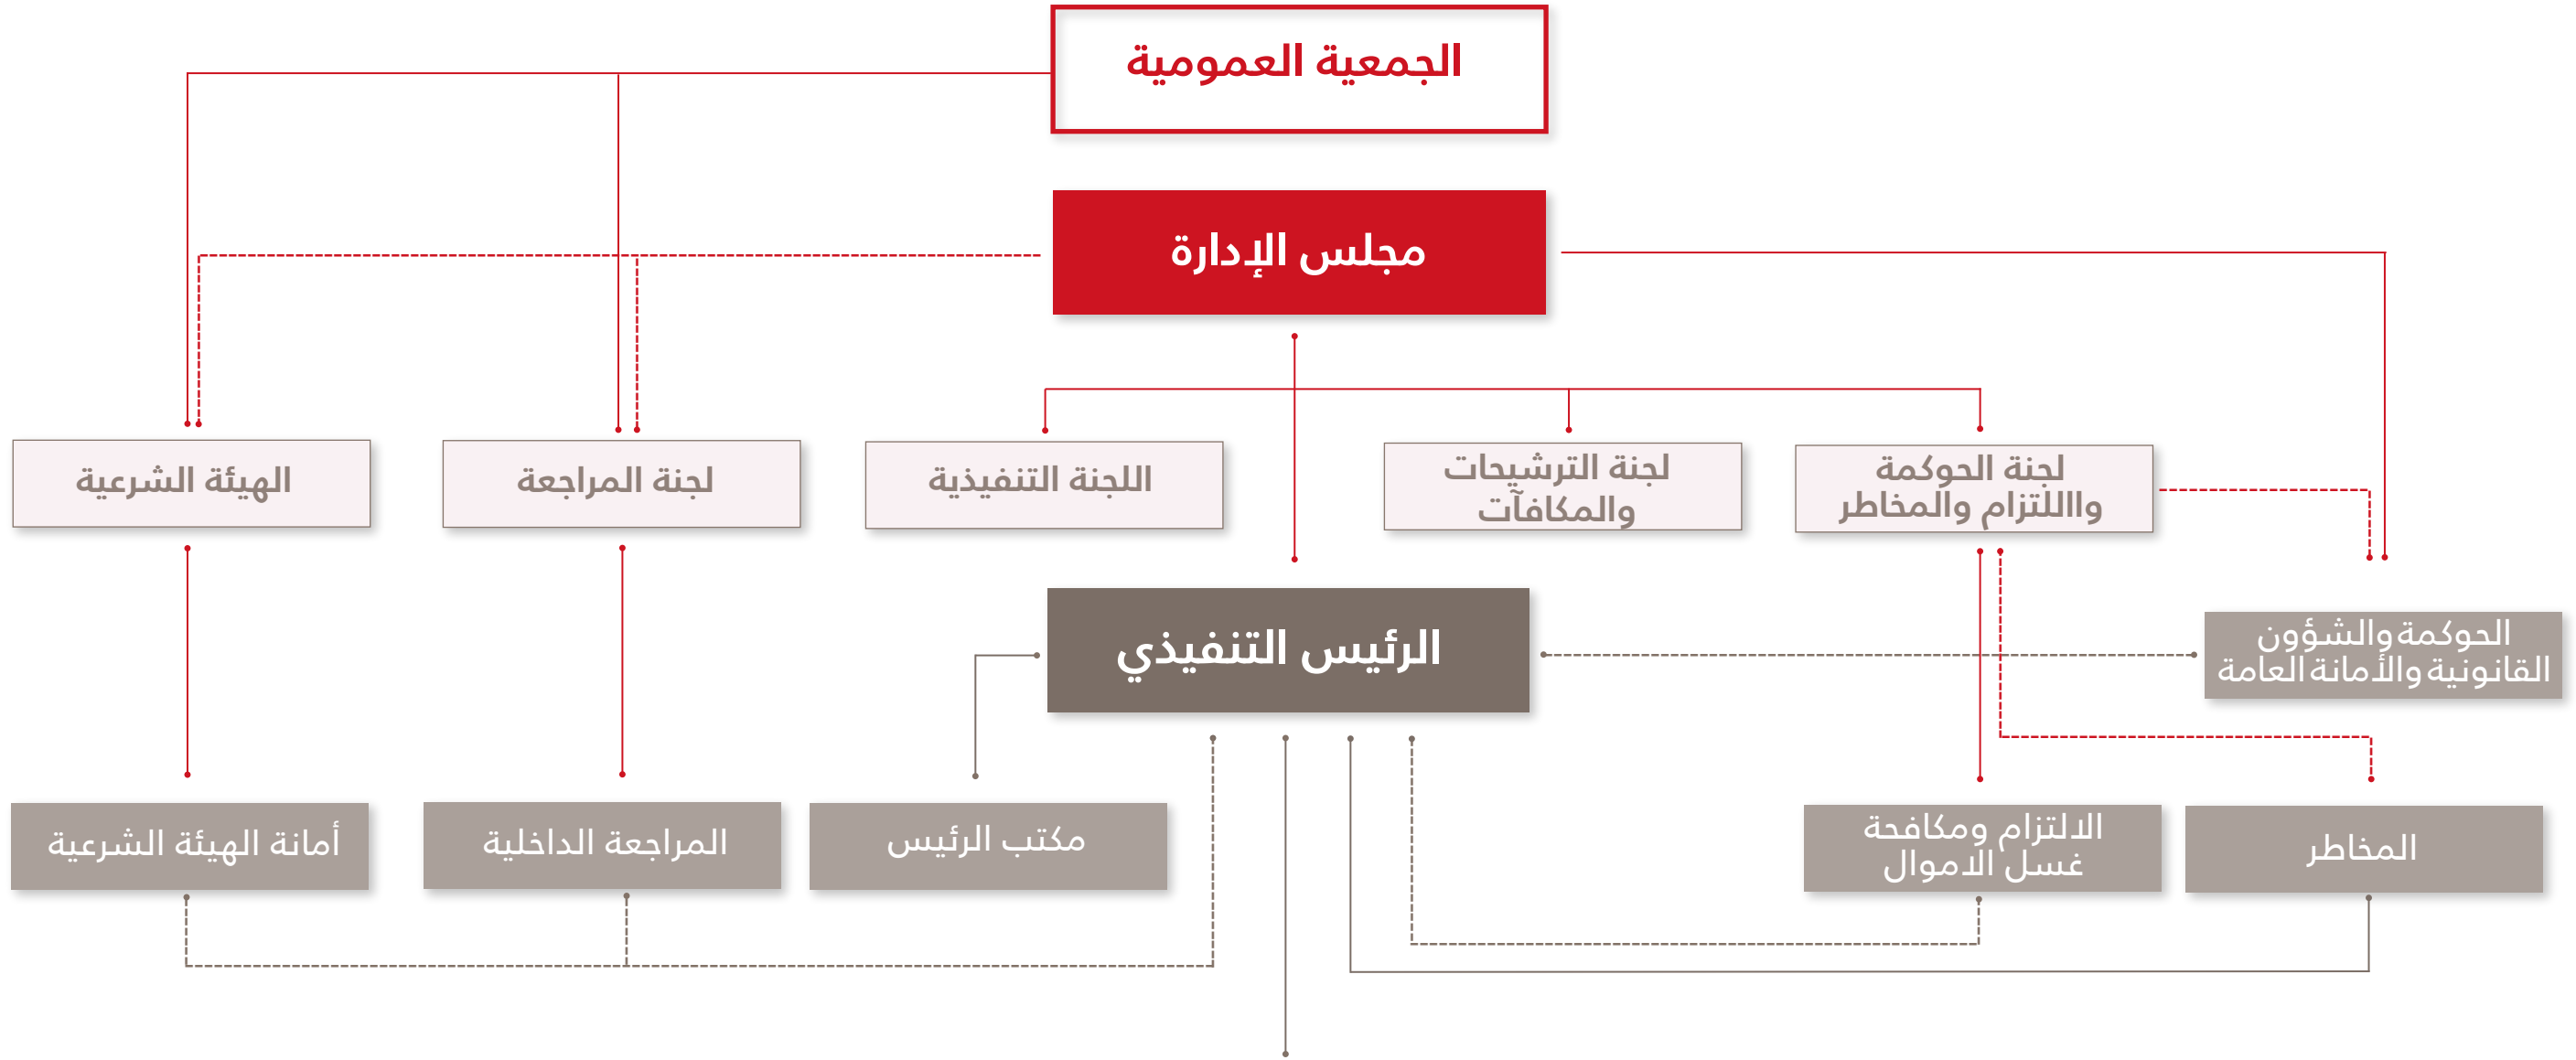 الجمعية العمومية
مجلس الإدارة
لجنة الحوكمة
واللتزام والمخاطر
لجنة الترشيحات
والمكافآت
اللجنة التنفيذية
لجنة المراجعة
الهيئة الشرعية
الرئيس التنفيذي
الحوكمة والشؤون
القانونية والأمانة العامة
المخاطر
الالتزام ومكافحة
غسل الاموال
مكتب الرئيس
المراجعة الداخلية
أمانة الهيئة الشرعية